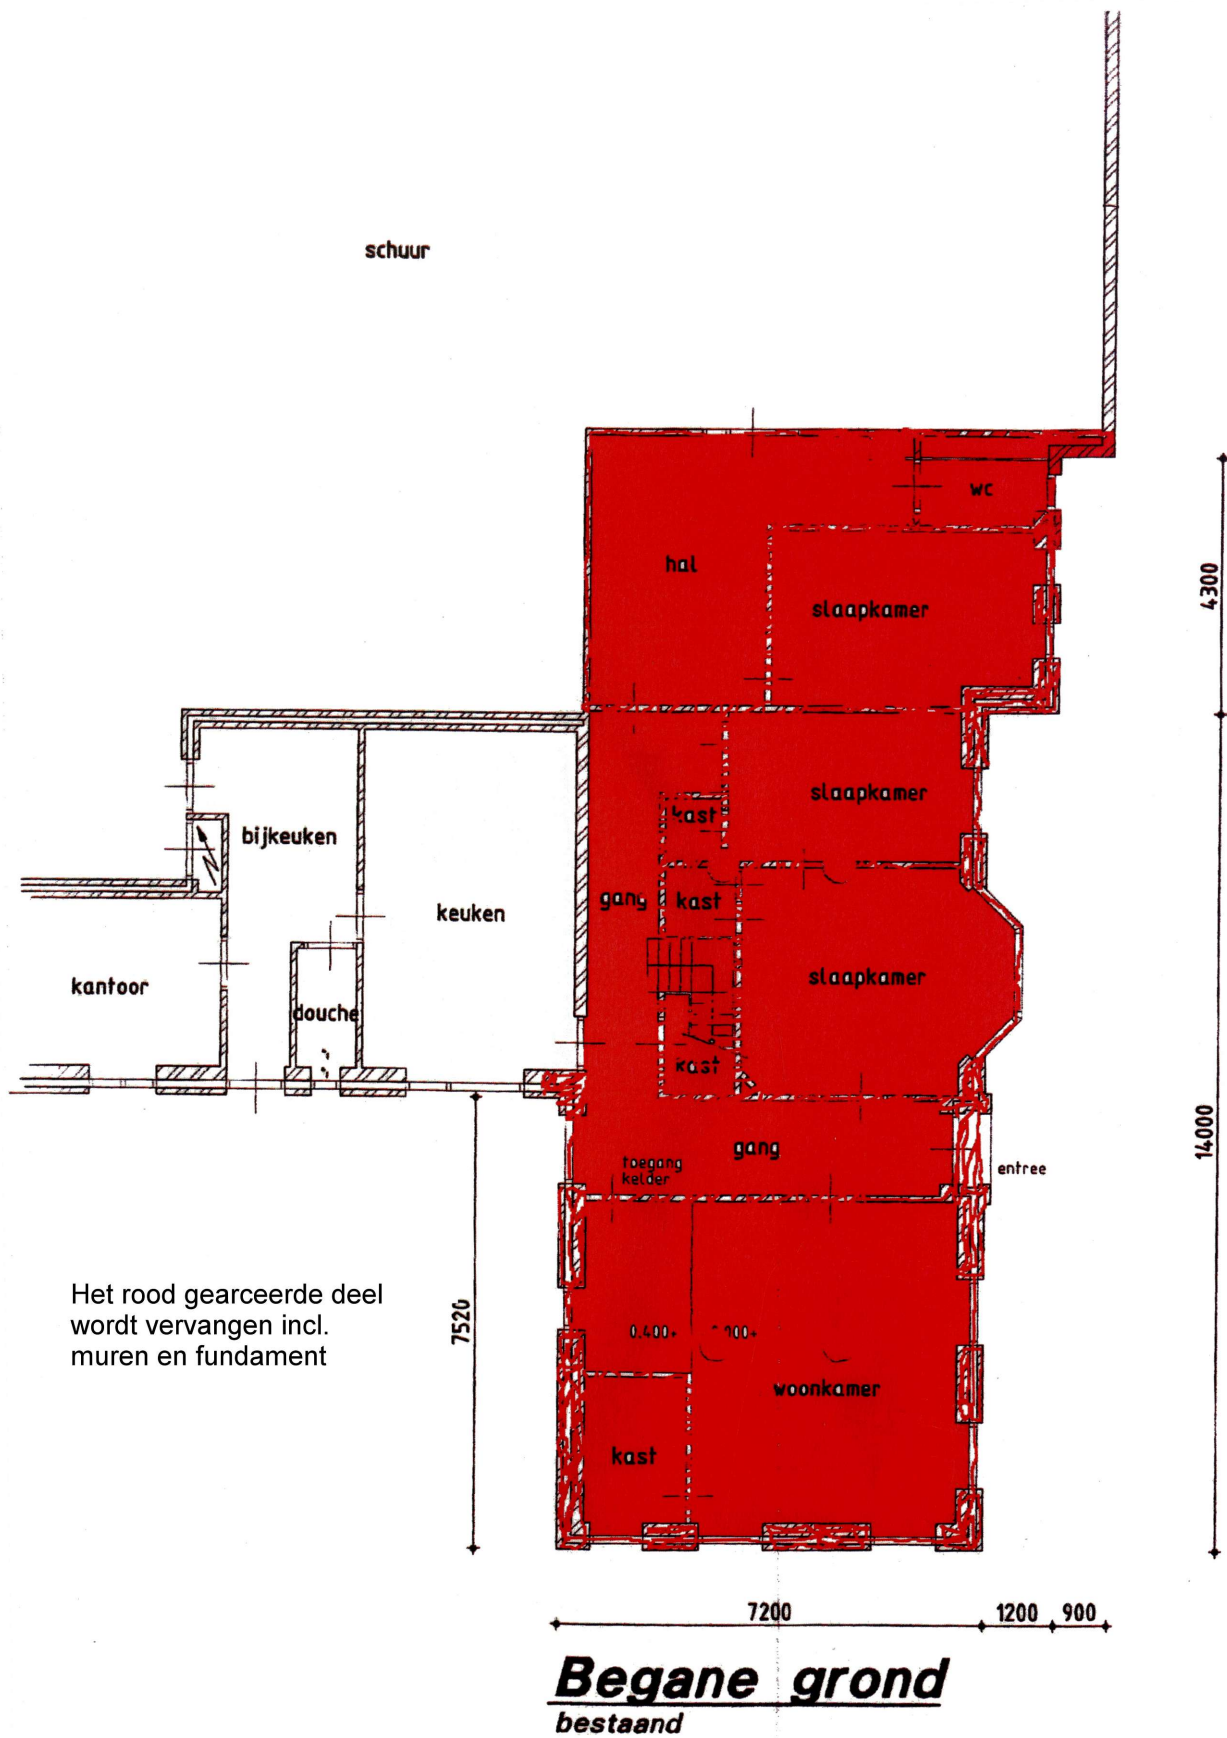 schuur
wc
hal
slaapkamer
4300
slaapkamer
kast
bijkeuken
gang
kast
keuken
slaapkamer
kantoor
douche
kast
14000
gang
toegang
kelder
entree
Het rood gearceerde deel
wordt vervangen incl.
muren en fundament
7520
0.400+
woonkamer
kast
7200
1200
900
Begane grond
bestaand